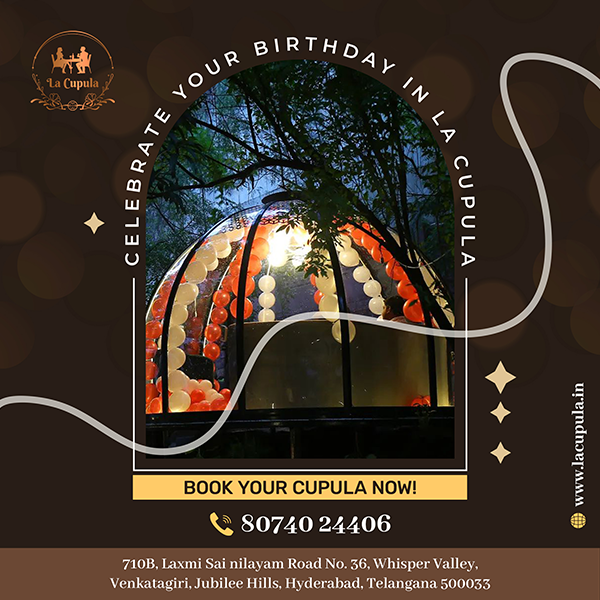 La Cupula
CELEBRATE YOUR BIRTHDAY IN LA CUPULA
BOOK YOUR CUPULA NOW!
80740 24406
www.lacupula.in
710B, Laxmi Sai nilayam Road No. 36, Whisper Valley,
Venkatagiri, Jubilee Hills, Hyderabad, Telangana 500033